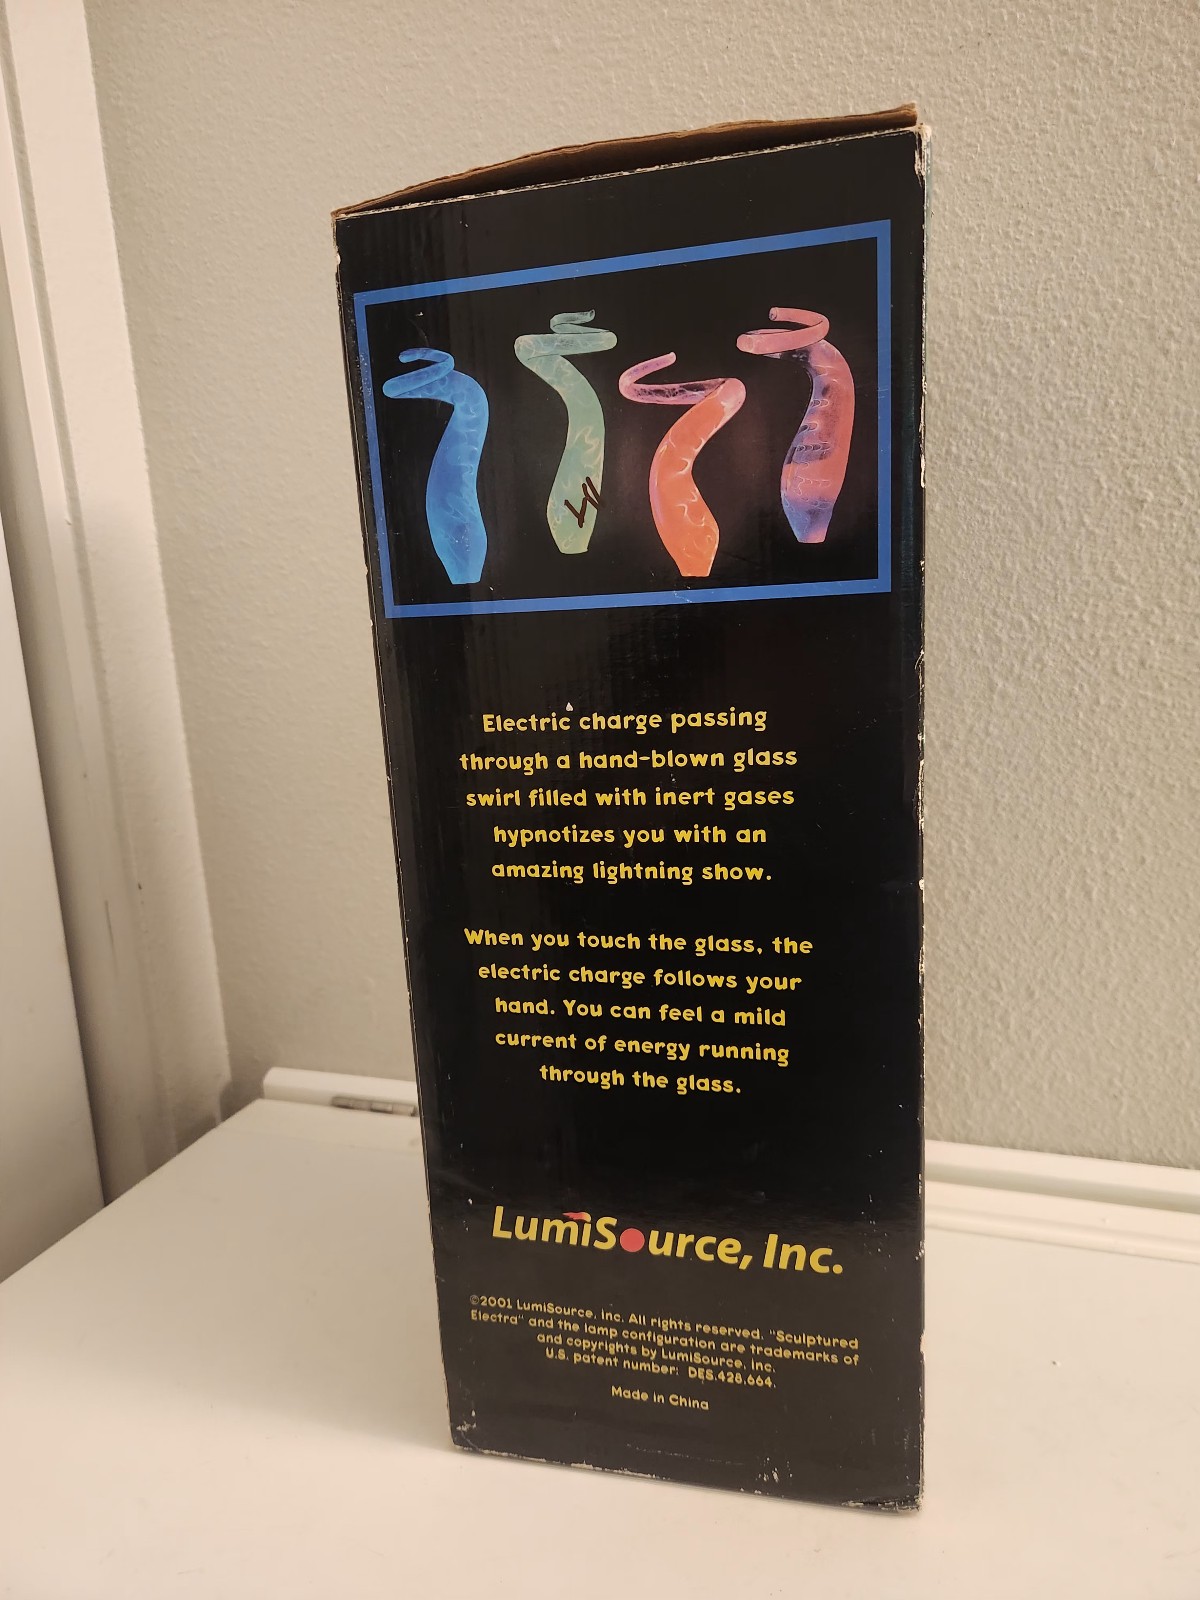 Electric charge passing
through a hand-blown glass
swirl filled with inert gases
hypnotizes you with an
amazing lightning show.
When you touch the glass, the
electric charge follows your
hand. You can feel a mild
current of energy running
through the glass.
LumiSource, Inc.
©2001 LumiSource, Inc. All rights reserved. "Sculptured
Electra" and the lamp configuration are trademarks of
and copyrights by LumiSource, Inc.
U.S. patent number: DES.428,664.
Made in China